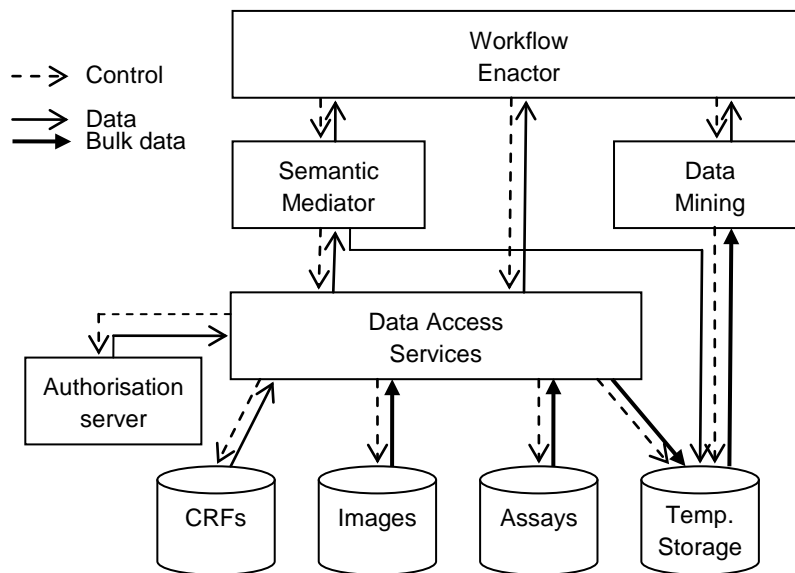 Workflow
Enactor
Control
Data
Bulk data
Semantic
Mediator
Data
Mining
Data Access
Services
Authorisation
server
CRFs
Images
Assays
Temp.
Storage